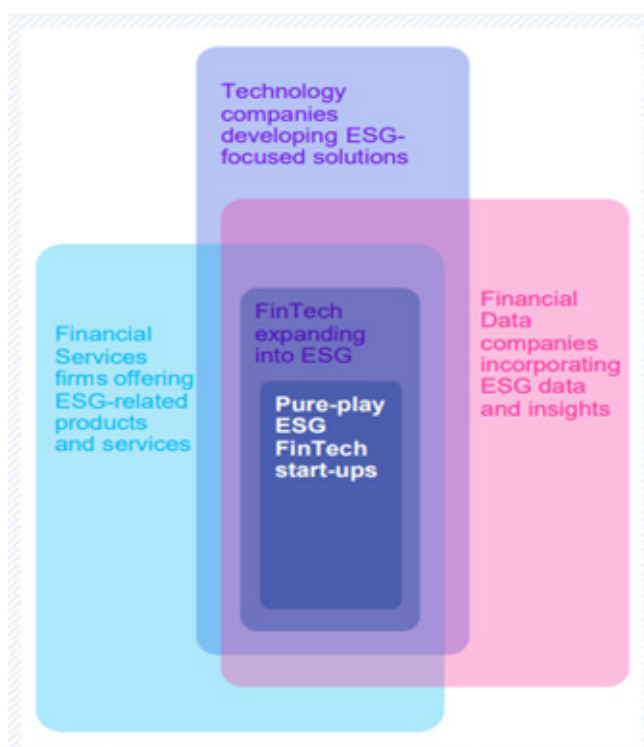 Technology
companies
developing ESG-
focused solutions
Financial
Services
firms offering
ESG-related
products
and services
FinTech
expanding
into ESG
Pure-play
ESG
FinTech
start-ups
Financial
Data
companies
incorporating
ESG data
and insights